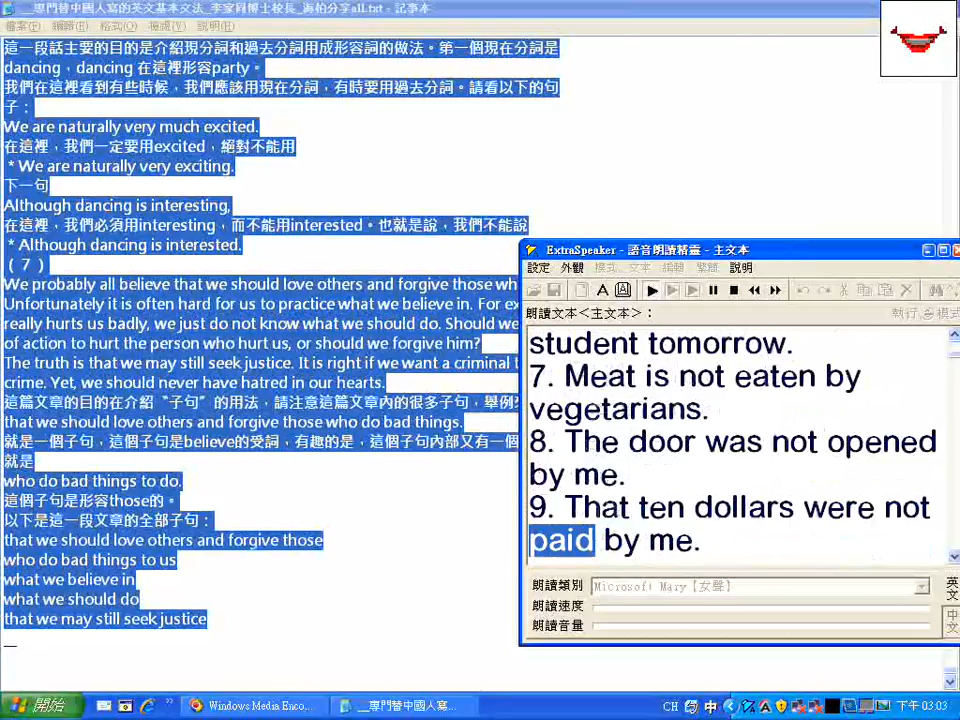 __專門替中國人寫的英文基本文法_李家同博士校長_海柏分享all.txt - 記事本
檔案(F) 編輯(E) 格式(O) 檢視(V) 說明(H)
這一段話主要的目的是介紹現分詞和過去分詞用成形容詞的做法。第一個現在分詞是
dancing，dancing 在這裡形容party。
我們在這裡看到有些時候，我們應該用現在分詞，有時要用過去分詞。請看以下的句
子：
We are naturally very much excited.
在這裡，我們一定要用excited，絕對不能用
* We are naturally very exciting.
下一句
Although dancing is interesting,
在這裡，我們必須用interesting，而不能用interested。也就是說，我們不能說
* Although dancing is interested.
（７）
We probably all believe that we should love others and forgive those wh
Unfortunately it is often hard for us to practice what we believe in. For ex
really hurts us badly, we just do not know what we should do. Should we
of action to hurt the person who hurt us, or should we forgive him?
The truth is that we may still seek justice. It is right if we want a criminal t
crime. Yet, we should never have hatred in our hearts.
這篇文章的目的在介紹“子句”的用法，請注意這篇文章內的很多子句，舉例來
that we should love others and forgive those who do bad things.
就是一個子句，這個子句是believe的受詞，有趣的是，這個子句內部又有一個
就是
who do bad things to do.
這個子句是形容those的。
以下是這一段文章的全部子句：
that we should love others and forgive those
who do bad things to us
what we believe in
what we should do
that we may still seek justice
ExtraSpeaker - 語音朗讀精靈 - 主文本
設定 外觀 模式 文本 編輯 繁簡 說明
朗讀文本<主文本>：
執行 模式
student tomorrow.
7. Meat is not eaten by
vegetarians.
8. The door was not opened
by me.
9. That ten dollars were not
paid by me.
朗讀類別 Microsoft Mary【女聲】
英文
朗讀速度
中文
朗讀音量
開始 Windows Media Enco... __專門替中國人寫的... CH 中 下午 03:03